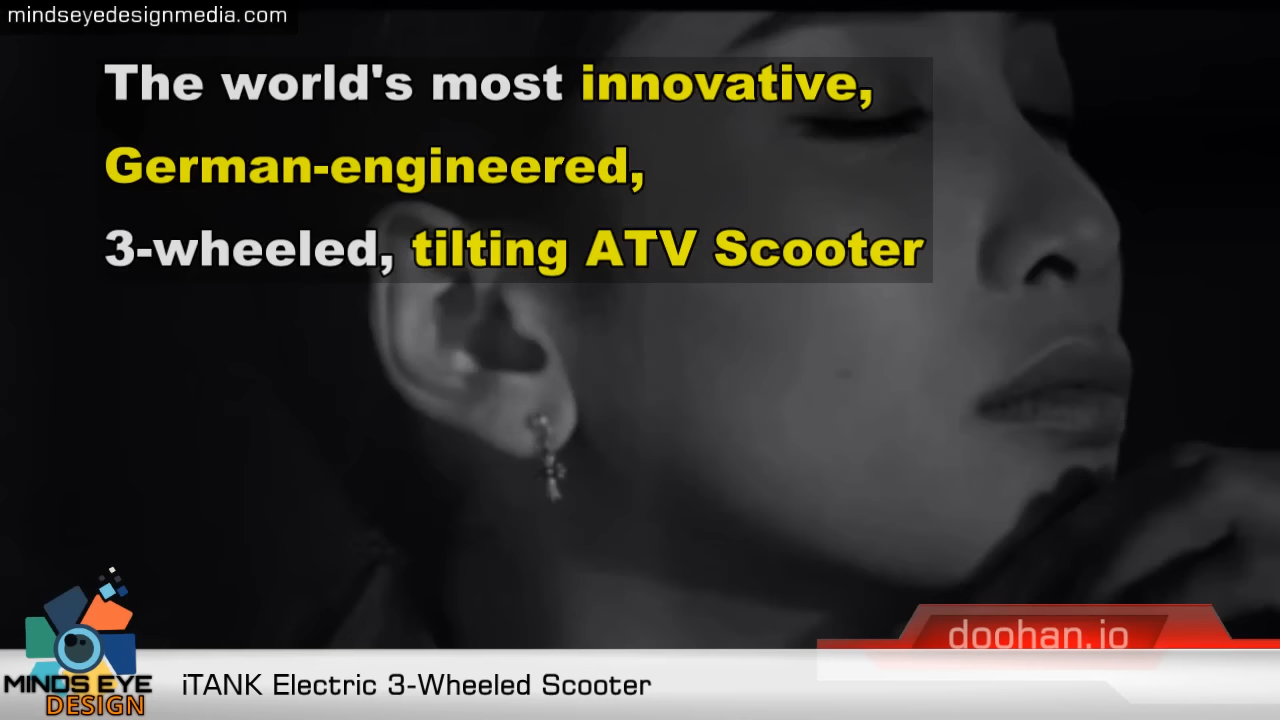 mindseyedesignmedia.com
The world's most innovative,
German-engineered,
3-wheeled, tilting ATV Scooter
doohan.io
MINDS EYE
DESIGN
iTANK Electric 3-Wheeled Scooter